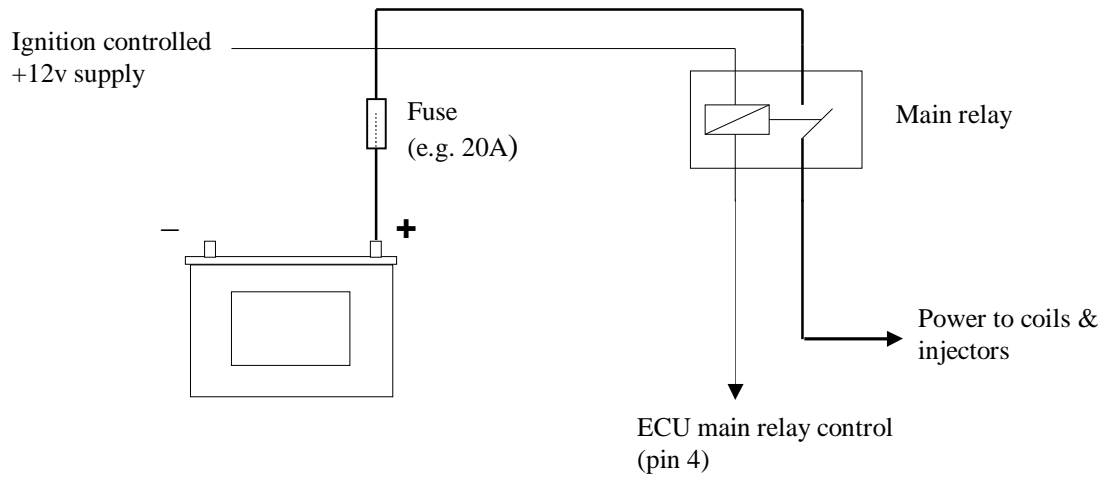 Ignition controlled
+12v supply
Fuse
(e.g. 20A)
Main relay
– +
Power to coils &
injectors
ECU main relay control
(pin 4)